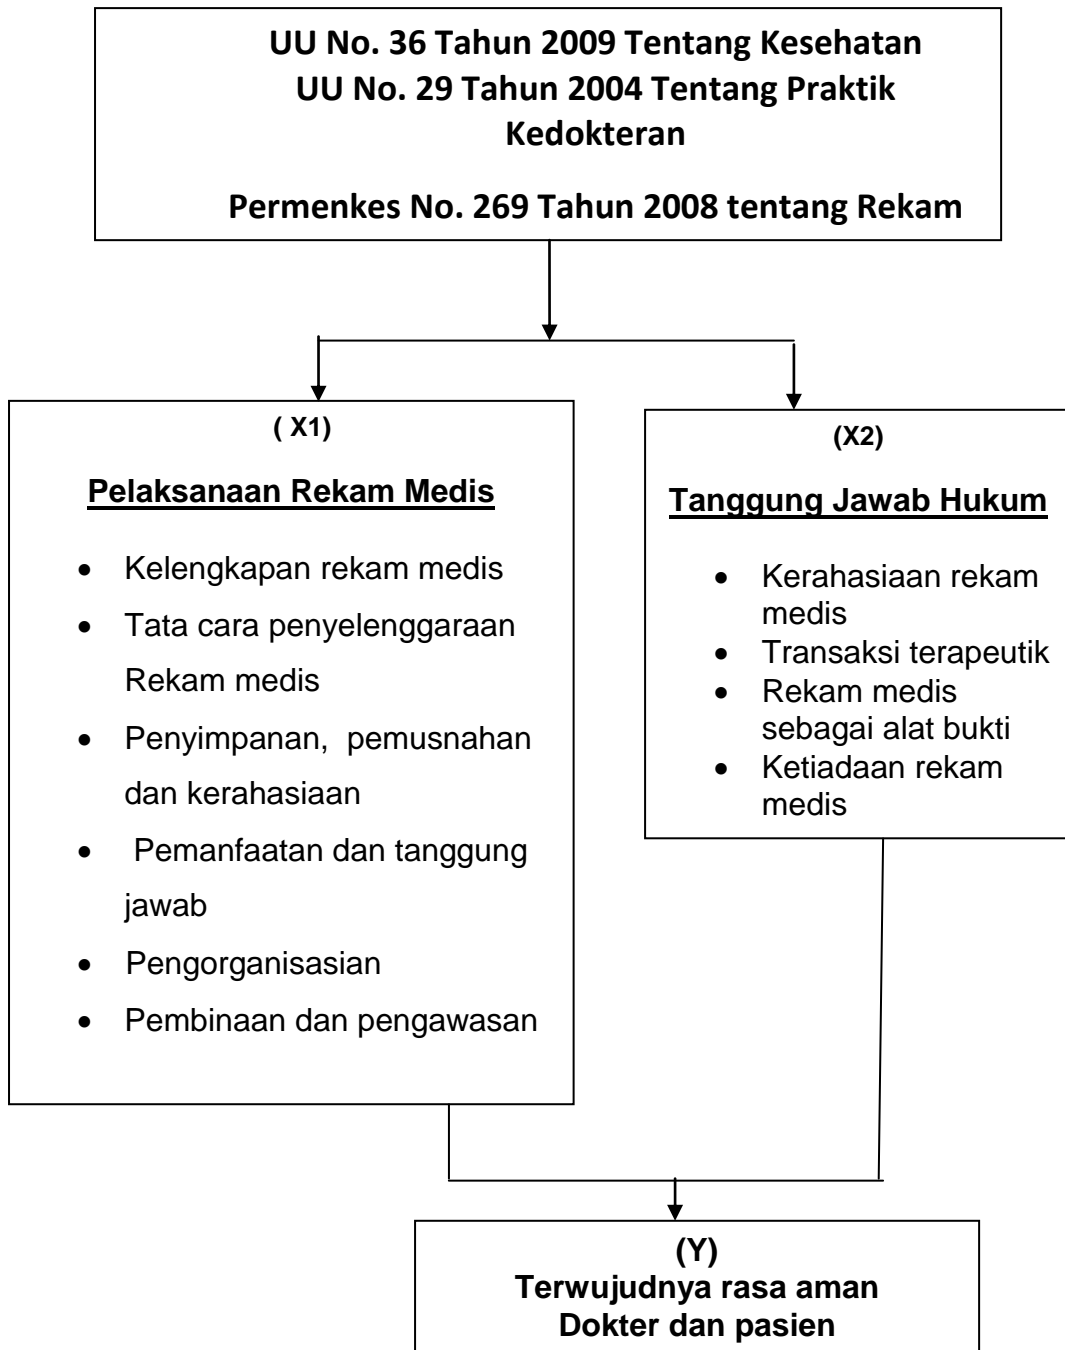 UU No. 36 Tahun 2009 Tentang Kesehatan
UU No. 29 Tahun 2004 Tentang Praktik
Kedokteran
Permenkes No. 269 Tahun 2008 tentang Rekam
( X1)
Pelaksanaan Rekam Medis
• Kelengkapan rekam medis
• Tata cara penyelenggaraan
Rekam medis
• Penyimpanan, pemusnahan
dan kerahasiaan
• Pemanfaatan dan tanggung
jawab
• Pengorganisasian
• Pembinaan dan pengawasan
(X2)
Tanggung Jawab Hukum
• Kerahasiaan rekam
medis
• Transaksi terapeutik
• Rekam medis
sebagai alat bukti
• Ketiadaan rekam
medis
(Y)
Terwujudnya rasa aman
Dokter dan pasien